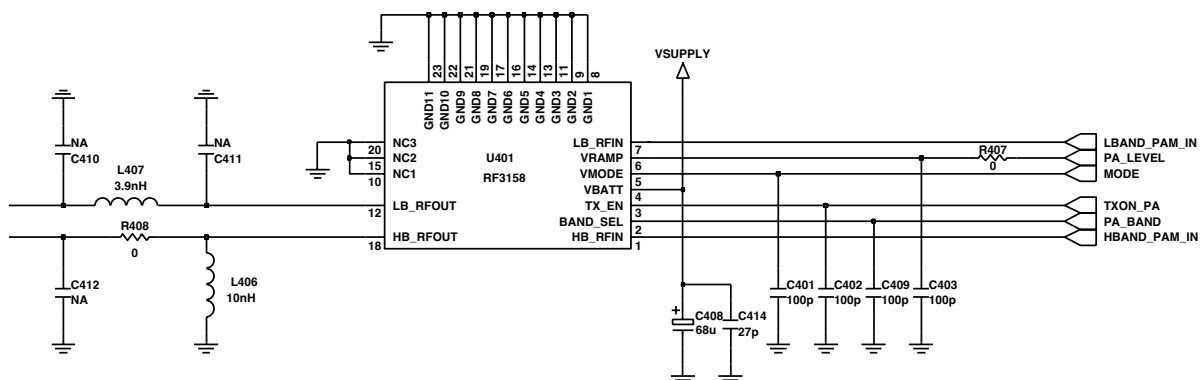 VSUPPLY
23
22
21
19
17
16
14
13
11
9
8
GND11
GND10
GND9
GND8
GND7
GND6
GND5
GND4
GND3
GND2
GND1
NA
C410
NA
C411
L407
3.9nH
R408
0
C412
NA
L406
10nH
NC3
20
NC2
15
NC1
10
LB_RFOUT
12
HB_RFOUT
18
U401
RF3158
LB_RFIN
7
VRAMP
6
VMODE
5
VBATT
4
TX_EN
3
BAND_SEL
2
HB_RFIN
1
R407
0
LBAND_PAM_IN
PA_LEVEL
MODE
TXON_PA
PA_BAND
HBAND_PAM_IN
+
C408
68u
C414
27p
C401
100p
C402
100p
C409
100p
C403
100p